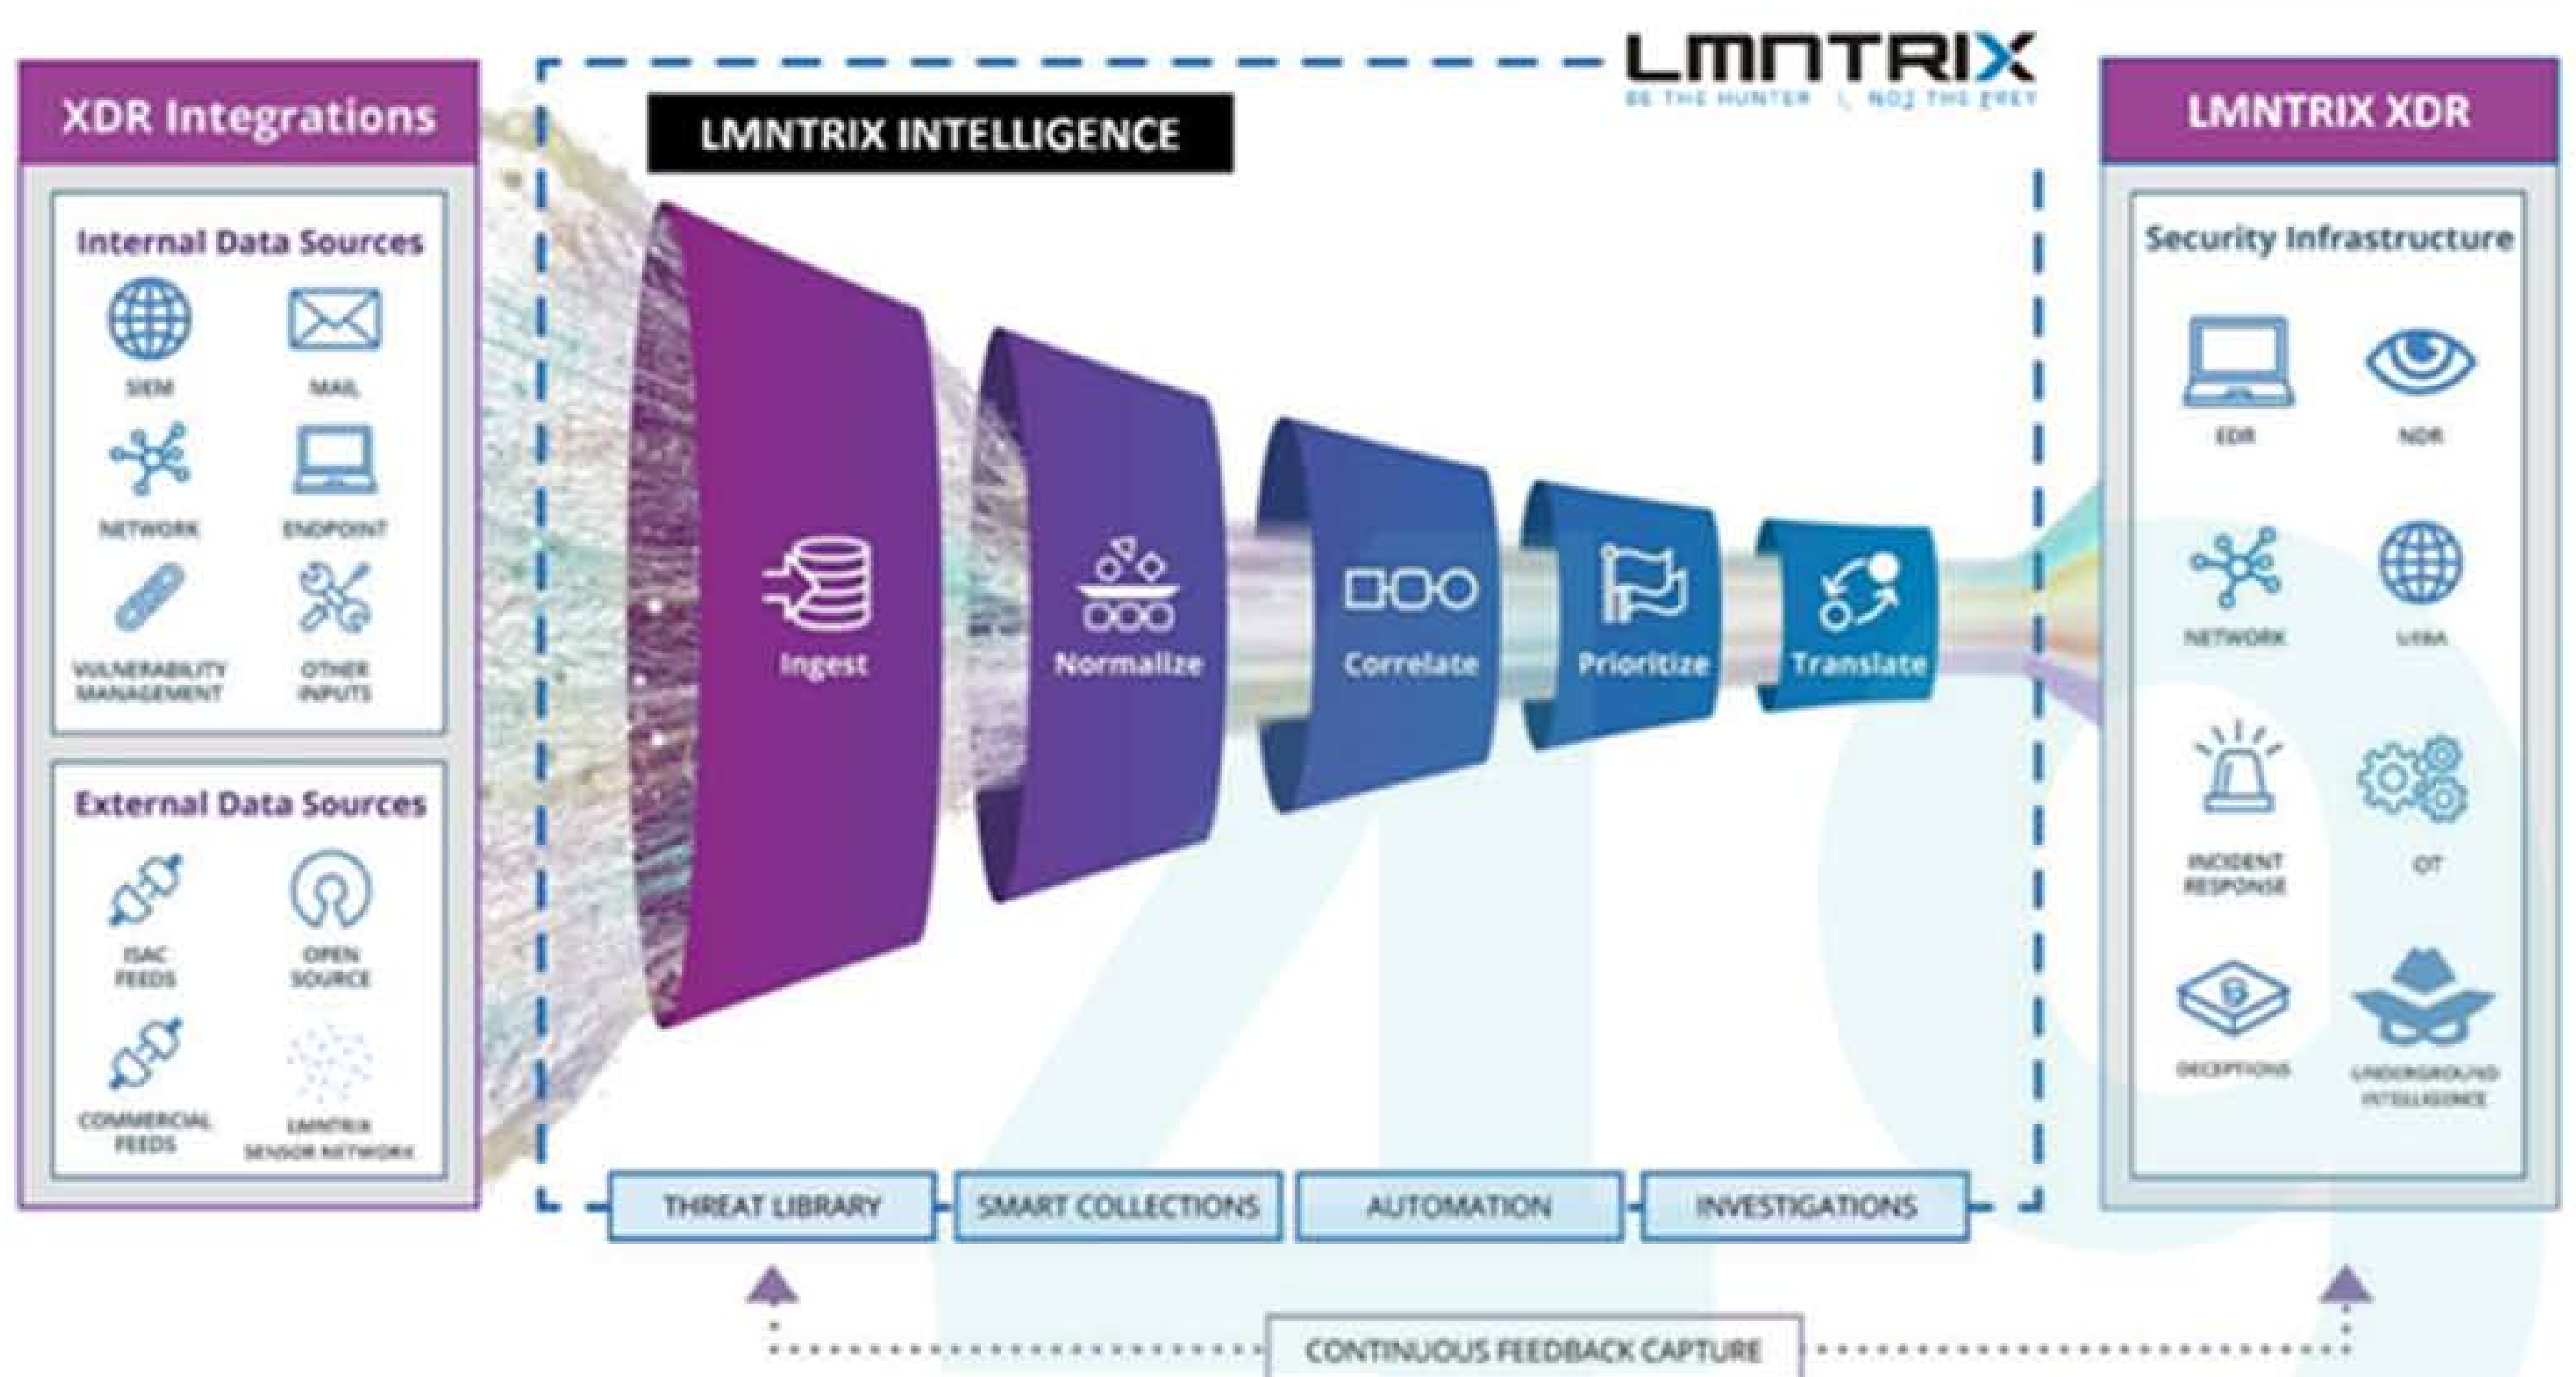 LMNTRIX
XDR Integrations
LMNTRIX INTELLIGENCE
LMNTRIX XDR
Internal Data Sources
SIEM
MAIL
NETWORK
ENDPOINT
VULNERABILITY
MANAGEMENT
OTHER
INPUTS
External Data Sources
ISAC
FEEDS
OPEN
SOURCE
COMMERCIAL
FEEDS
LMNTRIX
SENSOR NETWORK
Ingest
Normalize
Correlate
Prioritize
Translate
THREAT LIBRARY
SMART COLLECTIONS
AUTOMATION
INVESTIGATIONS
CONTINUOUS FEEDBACK CAPTURE
Security Infrastructure
EDR
NDR
NETWORK
UEBA
INCIDENT
RESPONSE
OT
DECEPTIONS
UNDERGROUND
INTELLIGENCE